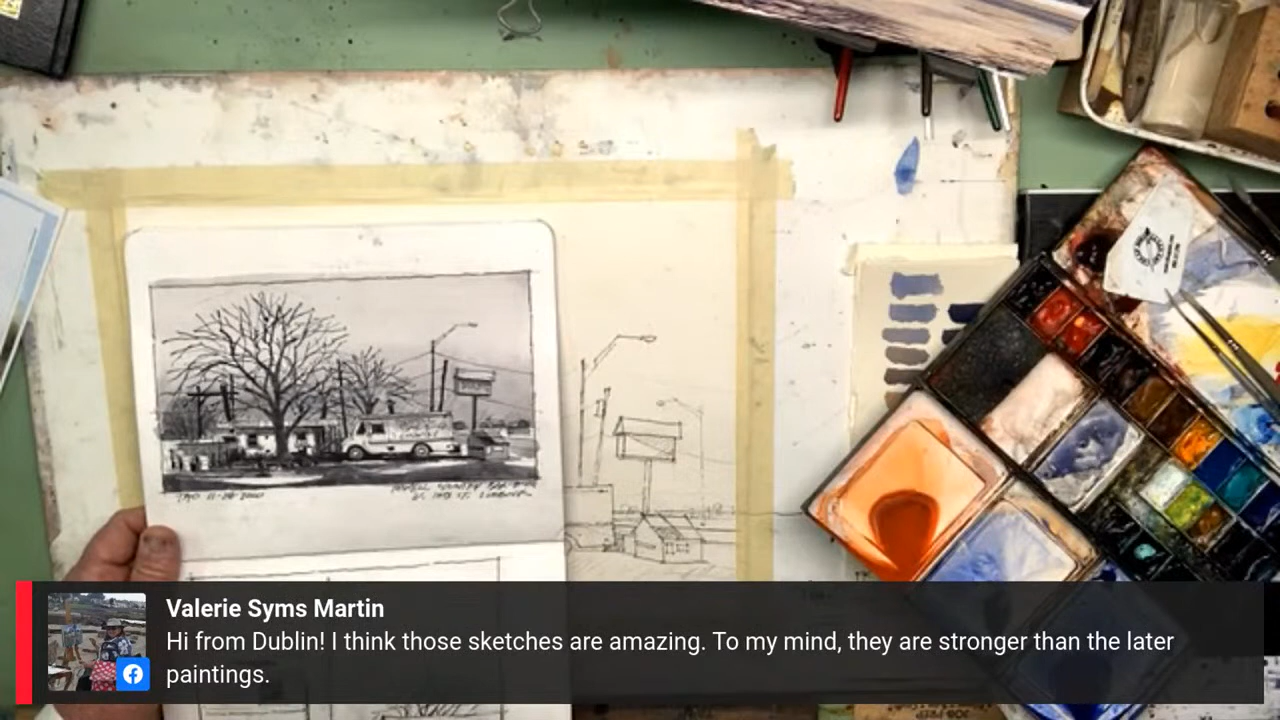 Valerie Syms Martin
Hi from Dublin! I think those sketches are amazing. To my mind, they are stronger than the later
paintings.